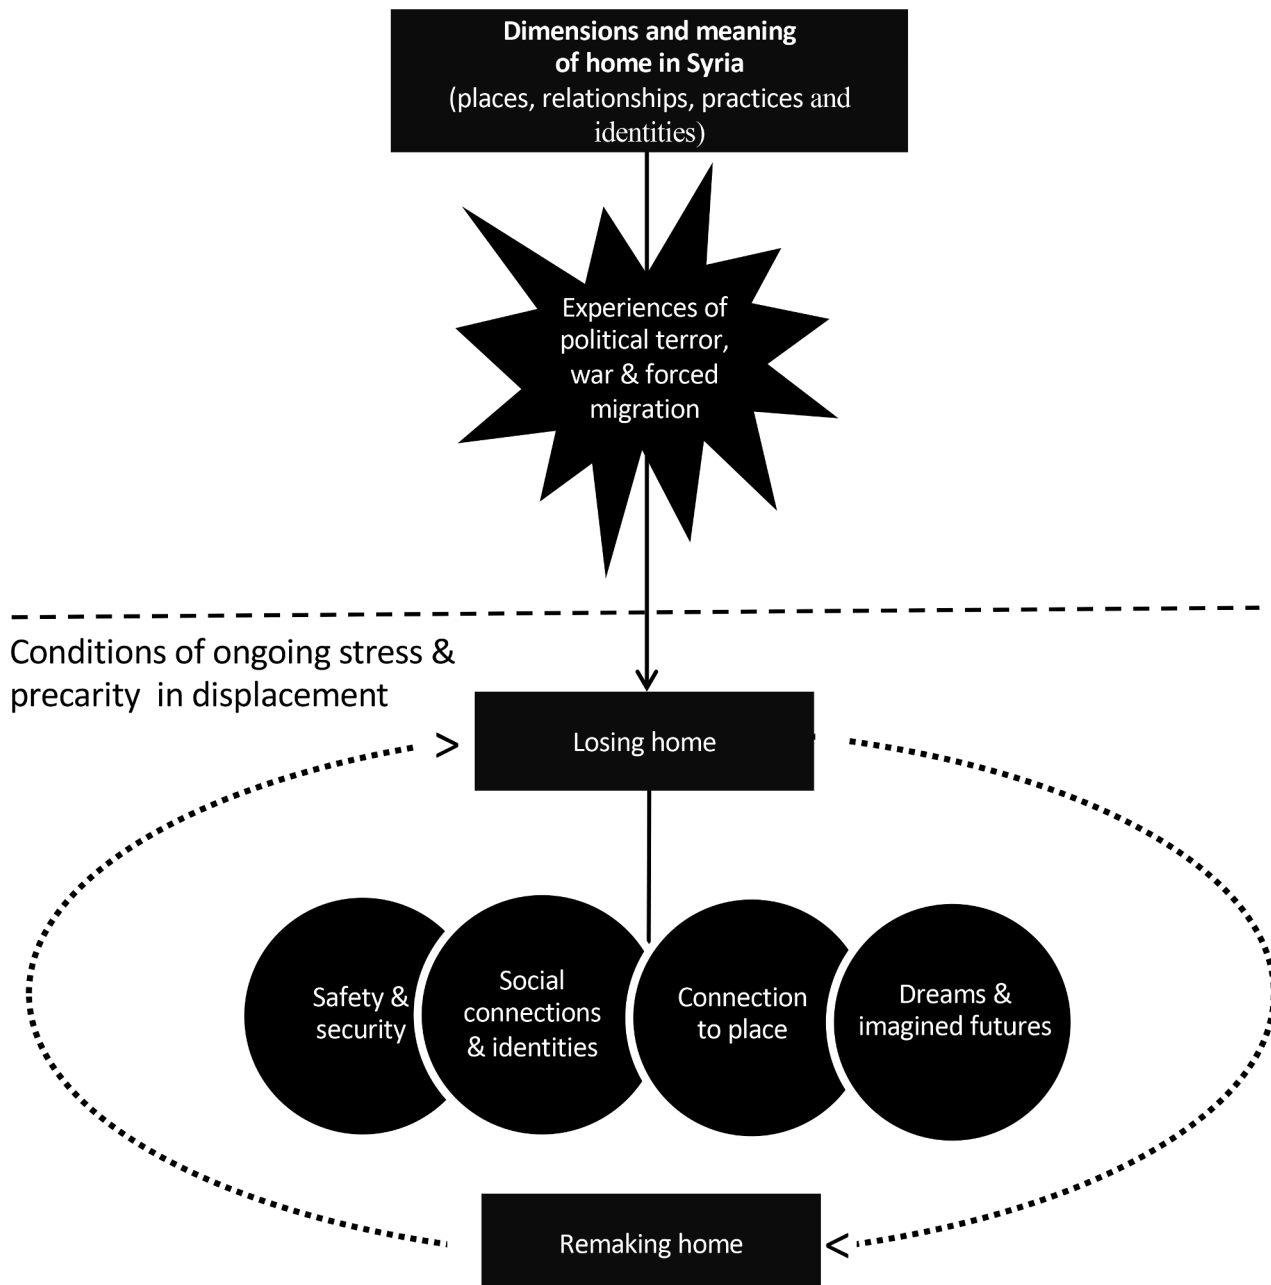 Dimensions and meaning
of home in Syria
(places, relationships, practices and
identities)
Experiences of
political terror,
war & forced
migration
Conditions of ongoing stress &
precarity in displacement
Losing home
Safety &
security
Social
connections
& identities
Connection
to place
Dreams &
imagined futures
Remaking home